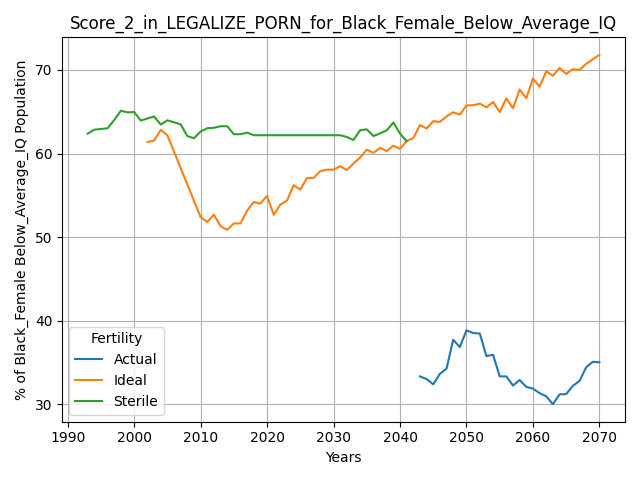 Score_2_in_LEGALIZE_PORN_for_Black_Female_Below_Average_IQ
% of Black_Female Below_Average_IQ Population
70
60
50
40
30
Fertility
Actual
Ideal
Sterile
1990 2000 2010 2020 2030 2040 2050 2060 2070
Years